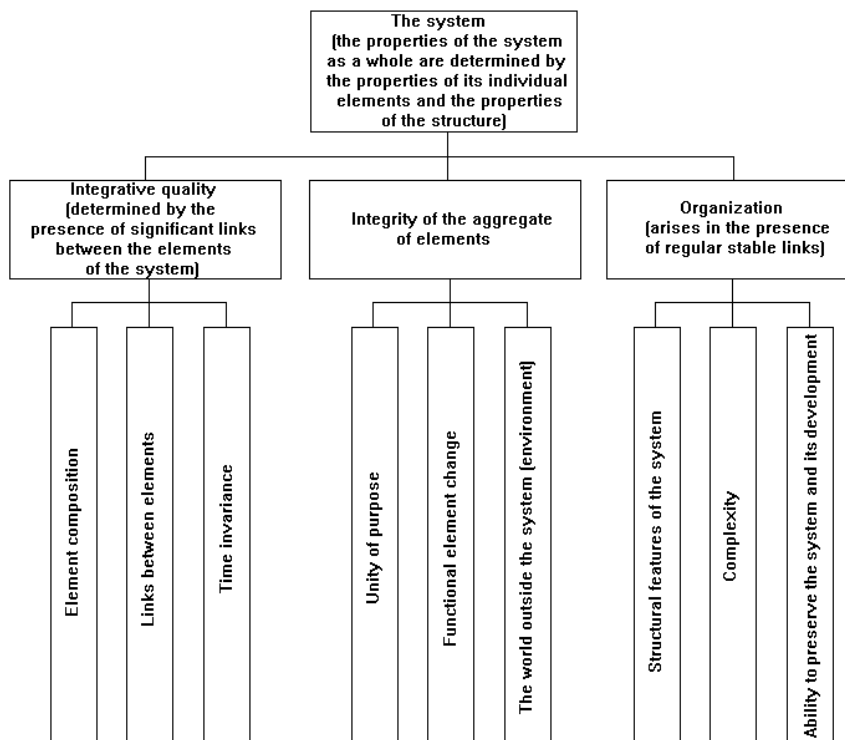 The system
(the properties of the system
as a whole are determined by
the properties of its individual
elements and the properties
of the structure)
Integrative quality
(determined by the
presence of significant links
between the elements
of the system)
Integrity of the aggregate
of elements
Organization
(arises in the presence
of regular stable links)
Element composition
Links between elements
Time invariance
Unity of purpose
Functional element change
The world outside the system (environment)
Structural features of the system
Complexity
Ability to preserve the system and its development